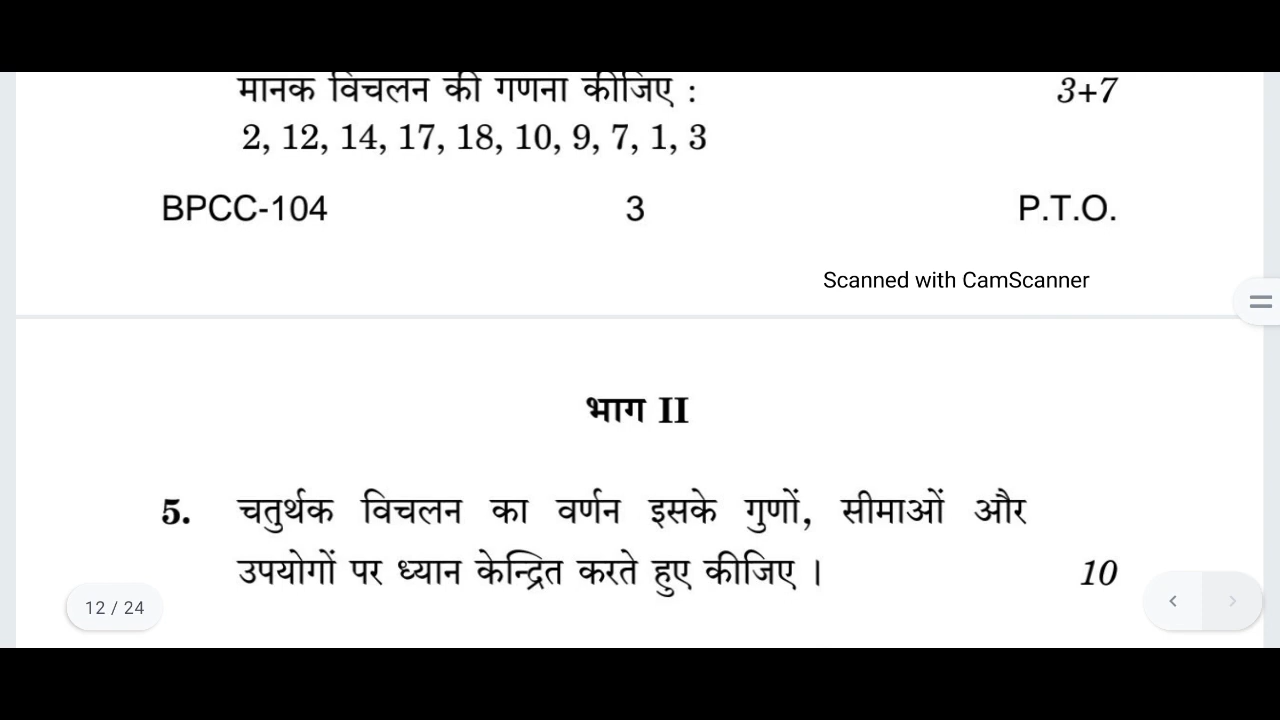 मानक विचलन की गणना कीजिए : 3+7
2, 12, 14, 17, 18, 10, 9, 7, 1, 3
BPCC-104 3 P.T.O.
Scanned with CamScanner
भाग II
5. चतुर्थक विचलन का वर्णन इसके गुणों, सीमाओं और
उपयोगों पर ध्यान केन्द्रित करते हुए कीजिए । 10
12 / 24